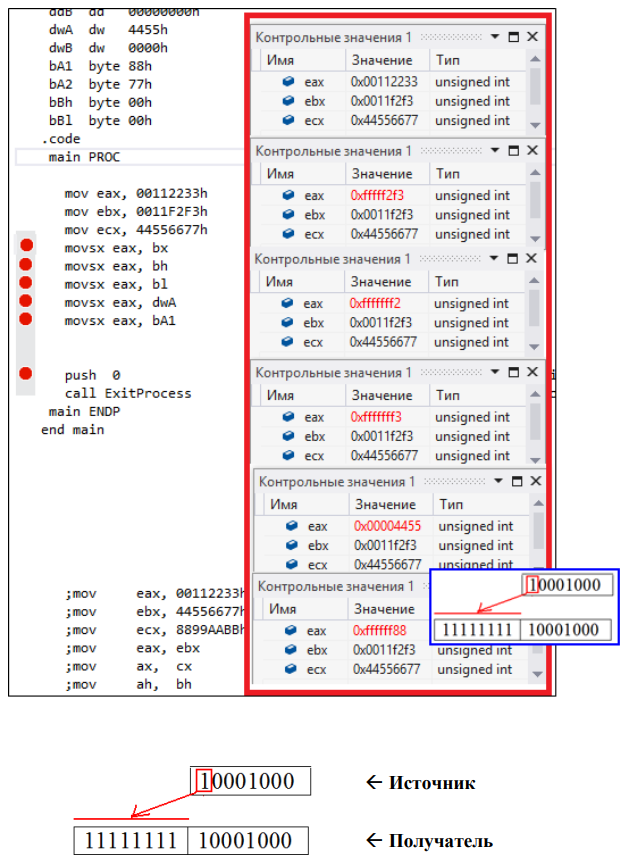 ddB dd 00000000h
dwA dw 4455h
dwB dw 0000h
bA1 byte 88h
bA2 byte 77h
bBh byte 00h
bBl byte 00h
.code
main PROC
mov eax, 00112233h
mov ebx, 0011F2F3h
mov ecx, 44556677h
movsx eax, bx
movsx eax, bh
movsx eax, bl
movsx eax, dwA
movsx eax, bA1
push 0
call ExitProcess
main ENDP
end main
;mov eax, 00112233h
;mov ebx, 44556677h
;mov ecx, 8899AABBh
;mov eax, ebx
;mov ax, cx
;mov ah, bh
Контрольные значения 1
Имя Значение Тип
eax 0x00112233 unsigned int
ebx 0x0011f2f3 unsigned int
ecx 0x44556677 unsigned int
Контрольные значения 1
Имя Значение Тип
eax 0xfffff2f3 unsigned int
ebx 0x0011f2f3 unsigned int
ecx 0x44556677 unsigned int
Контрольные значения 1
Имя Значение Тип
eax 0xfffffff2 unsigned int
ebx 0x0011f2f3 unsigned int
ecx 0x44556677 unsigned int
Контрольные значения 1
Имя Значение Тип
eax 0xfffffff3 unsigned int
ebx 0x0011f2f3 unsigned int
ecx 0x44556677 unsigned int
Контрольные значения 1
Имя Значение Тип
eax 0x00004455 unsigned int
ebx 0x0011f2f3 unsigned int
ecx 0x44556677 unsigned int
Контрольные значения 1
Имя Значение
eax 0xffffff88 unsigned int
ebx 0x0011f2f3 unsigned int
ecx 0x44556677 unsigned int
10001000
11111111 10001000
10001000 ← Источник
11111111 10001000 ← Получатель